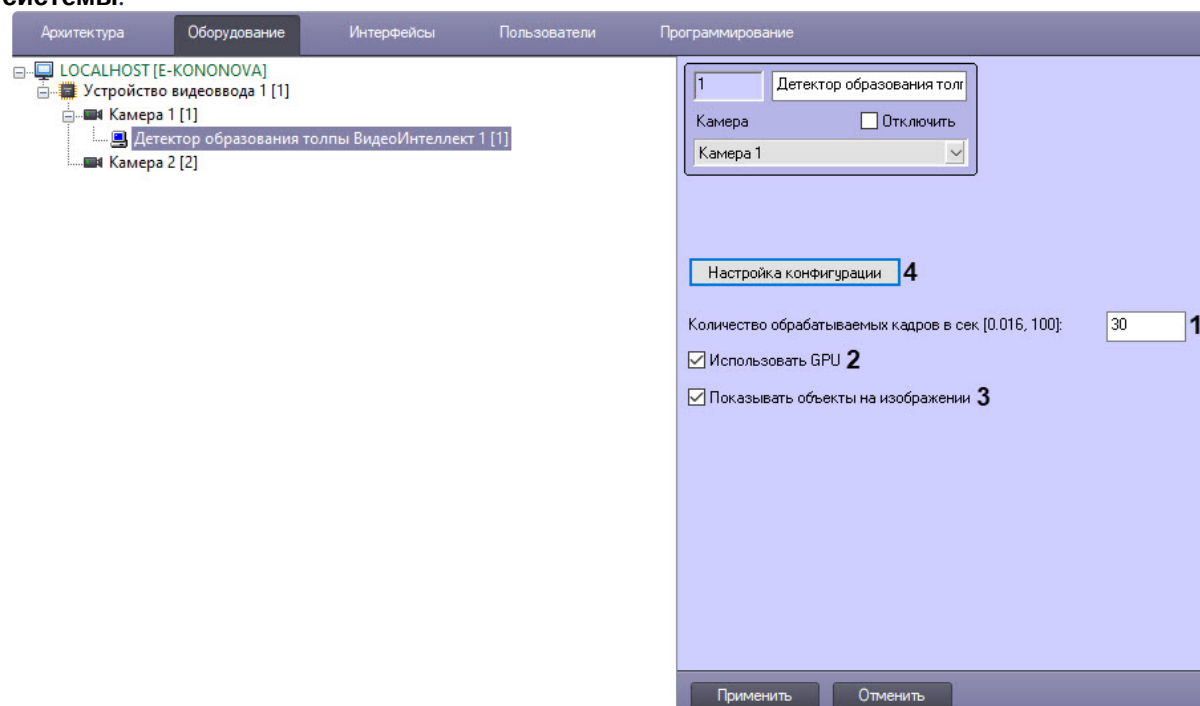 системы.
Архитектура Оборудование Интерфейсы Пользователи Программирование
LOCALHOST [E-KONONOVA]
Устройство видеоввода 1 [1]
Камера 1 [1]
Детектор образования толпы ВидеоИнтеллект 1 [1]
Камера 2 [2]
1 Детектор образования толп
Камера Отключить
Камера 1
Настройка конфигурации 4
Количество обрабатываемых кадров в сек [0.016, 100]: 30 1
Использовать GPU 2
Показывать объекты на изображении 3
Применить Отменить